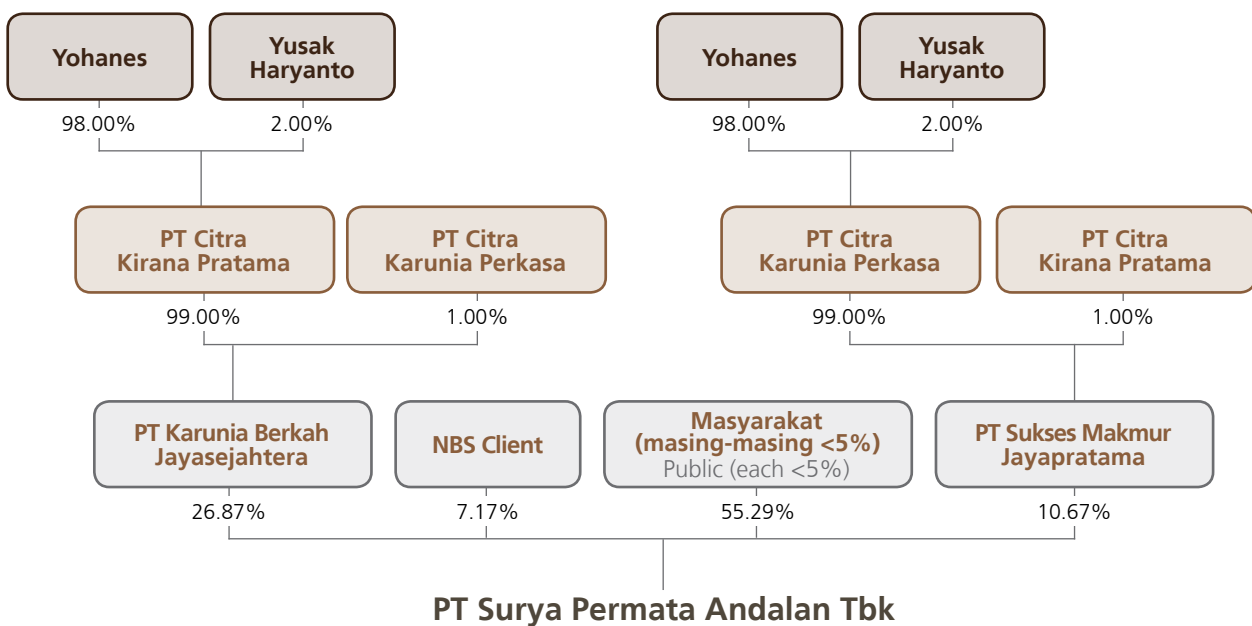 Yohanes
Yusak
Haryanto
Yohanes
Yusak
Haryanto
98.00%
2.00%
98.00%
2.00%
PT Citra
Kirana Pratama
PT Citra
Karunia Perkasa
PT Citra
Karunia Perkasa
PT Citra
Kirana Pratama
99.00%
1.00%
99.00%
1.00%
PT Karunia Berkah
Jayasejahtera
NBS Client
Masyarakat
(masing-masing <5%)
Public (each <5%)
PT Sukses Makmur
Jayapratama
26.87%
7.17%
55.29%
10.67%
PT Surya Permata Andalan Tbk